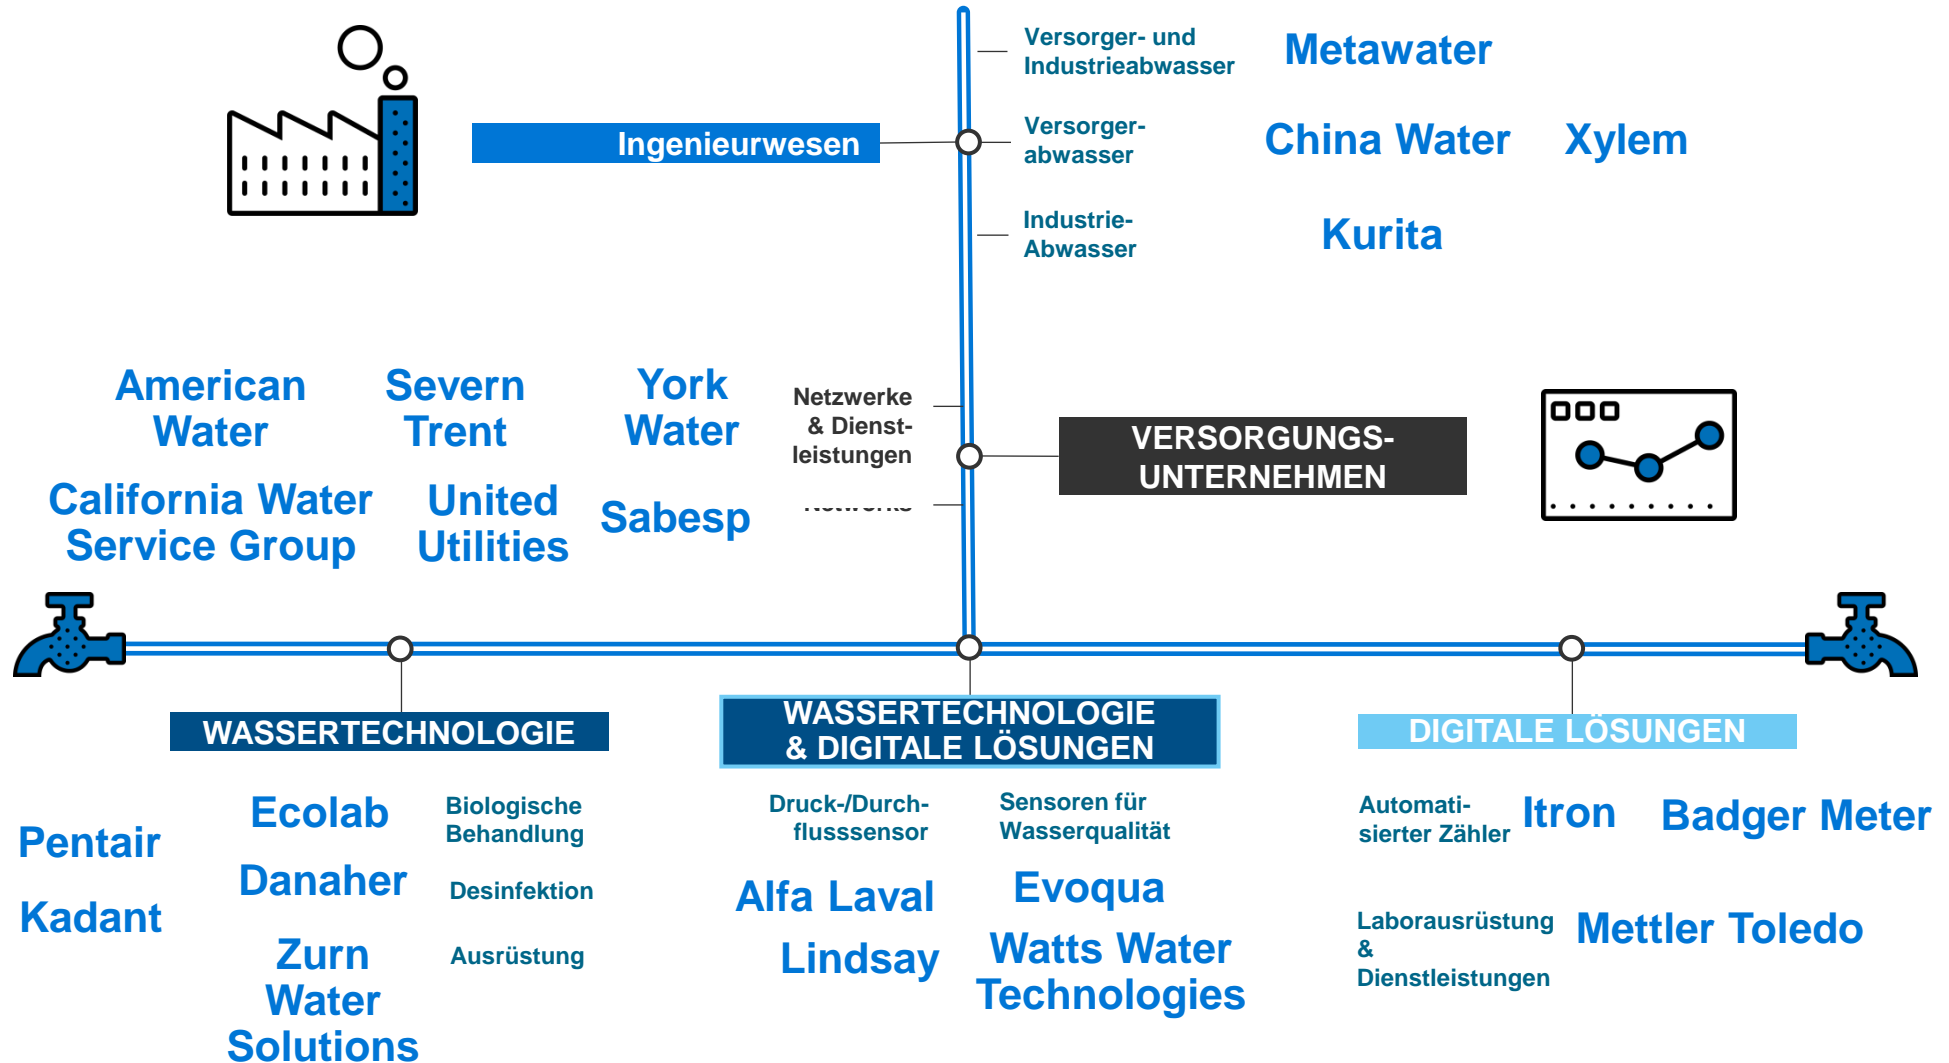 Versorger- und
Industrieabwasser
Metawater
Ingenieurwesen
Versorger-
abwasser
China Water
Xylem
Industrie-
Abwasser
Kurita
American
Water
Severn
Trent
York
Water
Netzwerke
& Dienst-
leistungen
VERSORGUNGS-
UNTERNEHMEN
California Water
Service Group
United
Utilities
Sabesp
WASSERTECHNOLOGIE
WASSERTECHNOLOGIE
& DIGITALE LÖSUNGEN
DIGITALE LÖSUNGEN
Pentair
Kadant
Ecolab
Danaher
Zurn
Water
Solutions
Biologische
Behandlung
Desinfektion
Ausrüstung
Druck-/Durch-
flusssensor
Alfa Laval
Lindsay
Sensoren für
Wasserqualität
Evoqua
Watts Water
Technologies
Automati-
sierter Zähler
Itron
Badger Meter
Laborausrüstung
&
Dienstleistungen
Mettler Toledo